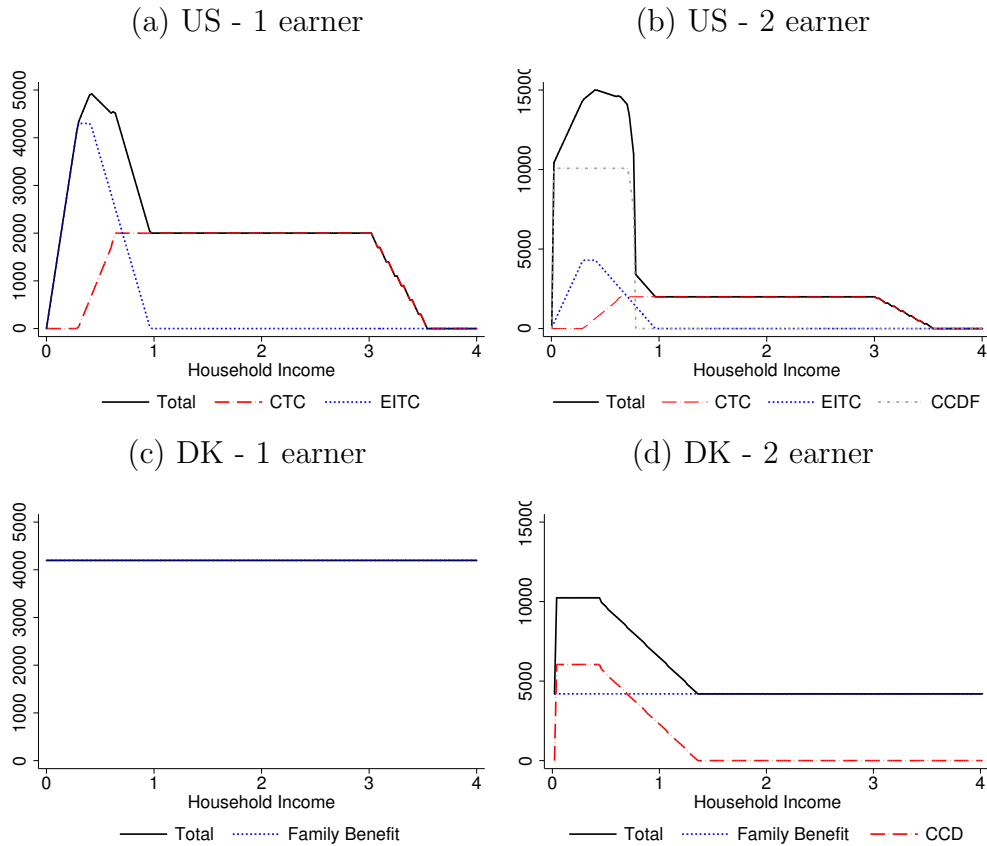 (a) US - 1 earner
5000
4000
3000
2000
1000
0
0 1 2 3 4
Household Income
Total CTC EITC
(b) US - 2 earner
15000
10000
5000
0
0 1 2 3 4
Household Income
Total CTC EITC CCDF
(c) DK - 1 earner
5000
4000
3000
2000
1000
0
0 1 2 3 4
Household Income
Total Family Benefit
(d) DK - 2 earner
15000
10000
5000
0
0 1 2 3 4
Household Income
Total Family Benefit CCD